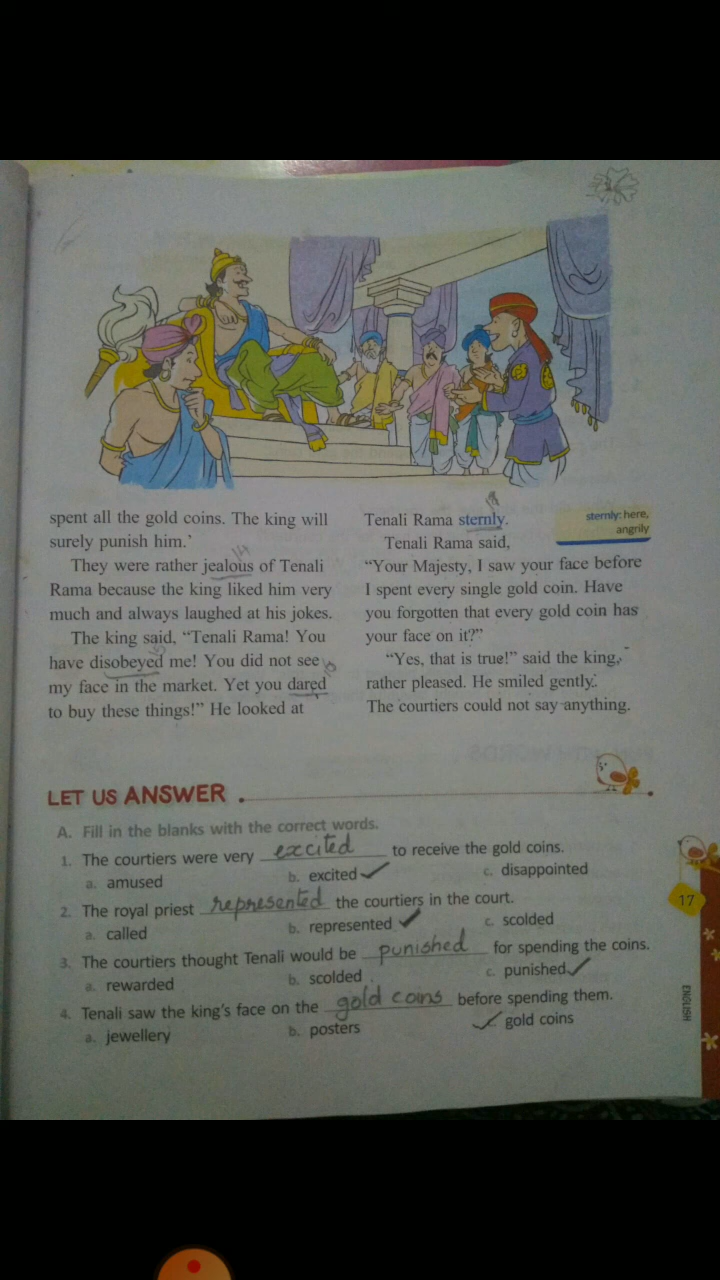 spent all the gold coins. The king will
surely punish him.’
They were rather jealous of Tenali
Rama because the king liked him very
much and always laughed at his jokes.
The king said, “Tenali Rama! You
have disobeyed me! You did not see
my face in the market. Yet you dared
to buy these things!” He looked at
Tenali Rama sternly.
sternly: here,
angrily
Tenali Rama said,
“Your Majesty, I saw your face before
I spent every single gold coin. Have
you forgotten that every gold coin has
your face on it?”
“Yes, that is true!” said the king,
rather pleased. He smiled gently.
The courtiers could not say anything.
LET US ANSWER
A. Fill in the blanks with the correct words.
1. The courtiers were very excited to receive the gold coins.
a. amused b. excited c. disappointed
2. The royal priest represented the courtiers in the court.
a. called b. represented c. scolded
3. The courtiers thought Tenali would be punished for spending the coins.
a. rewarded b. scolded c. punished
4. Tenali saw the king's face on the gold coins before spending them.
a. jewellery b. posters gold coins
17
ENGLISH